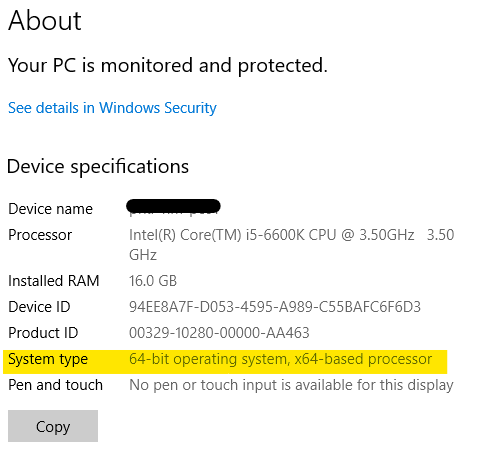 About
Your PC is monitored and protected.
See details in Windows Security
Device specifications
Device name
Processor Intel(R) Core(TM) i5-6600K CPU @ 3.50GHz 3.50
GHz
Installed RAM 16.0 GB
Device ID 94EE8A7F-D053-4595-A989-C55BAFC6F6D3
Product ID 00329-10280-00000-AA463
System type 64-bit operating system, x64-based processor
Pen and touch No pen or touch input is available for this display
Copy